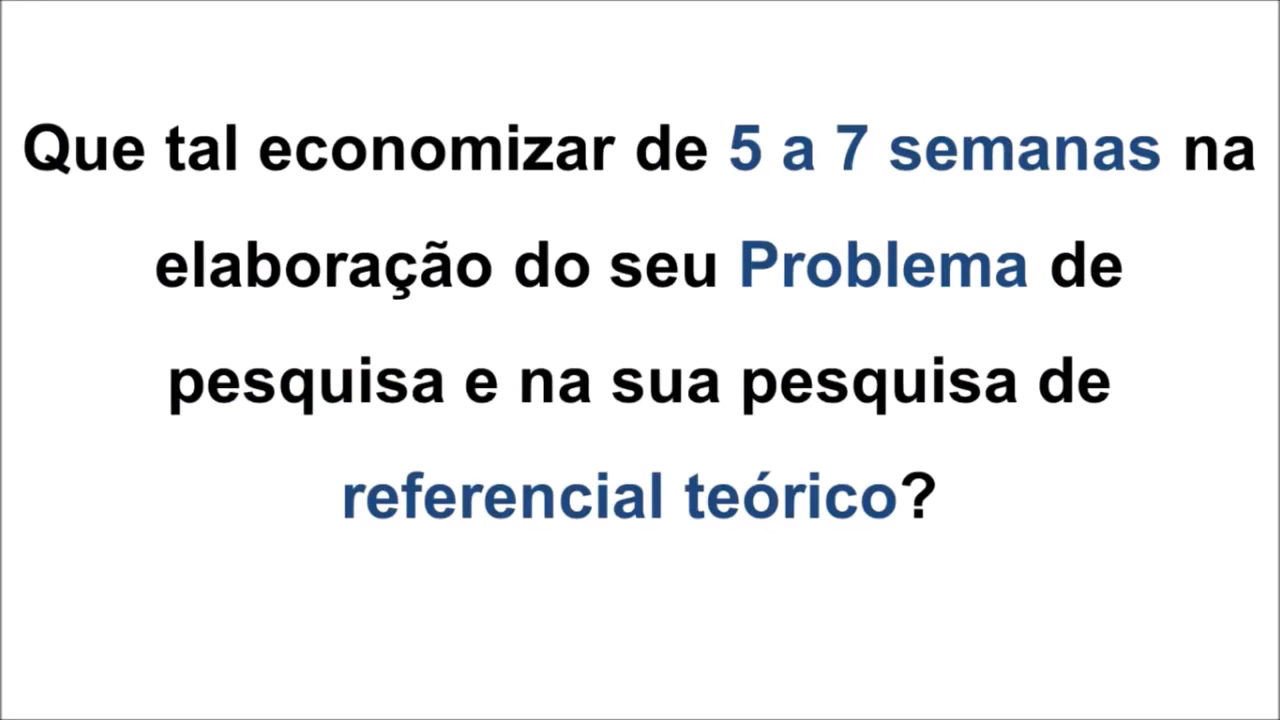 Que tal economizar de 5 a 7 semanas na
elaboração do seu Problema de
pesquisa e na sua pesquisa de
referencial teórico?